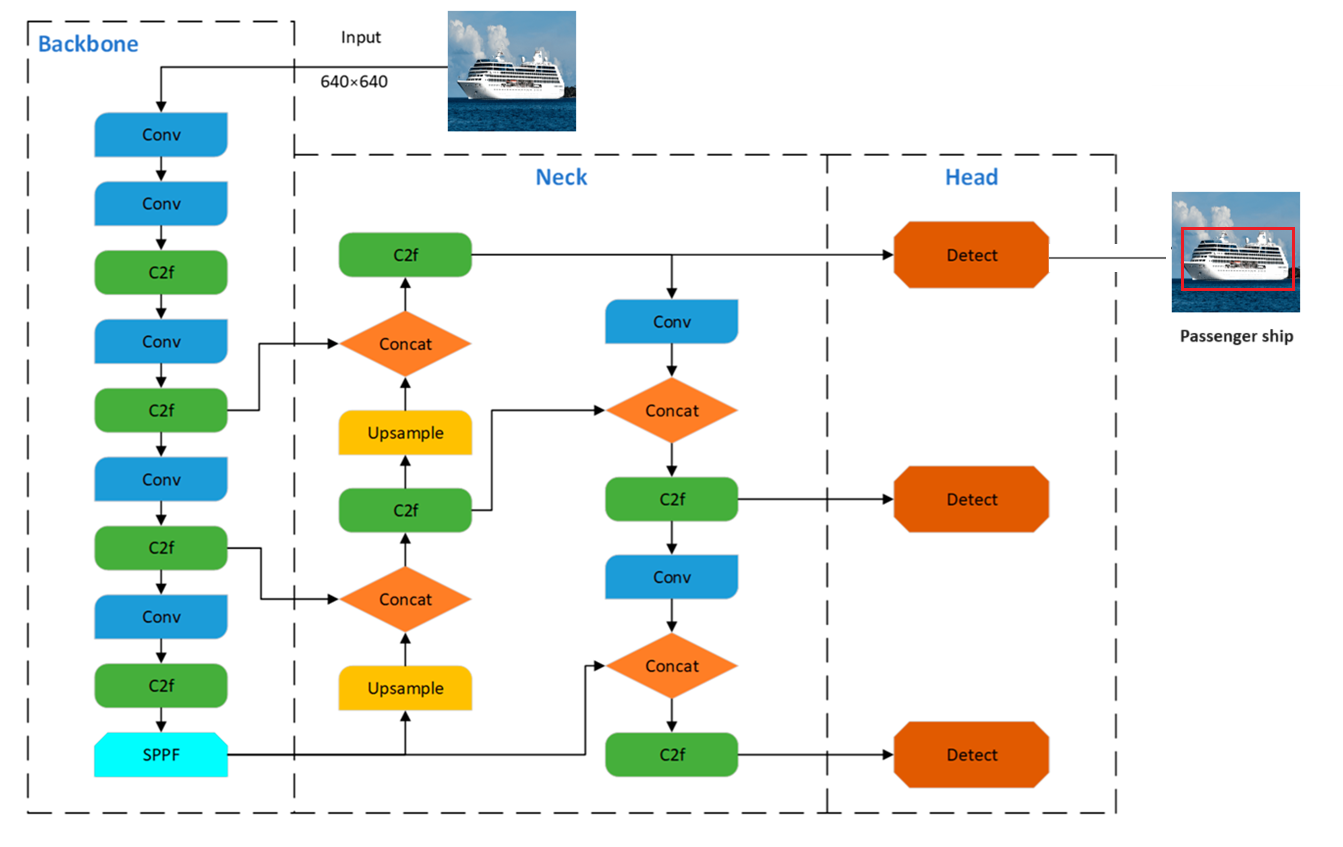 Backbone
Input
640×640
Conv
Conv
C2f
Conv
C2f
Conv
C2f
Conv
C2f
SPPF
Neck
C2f
Concat
Upsample
C2f
Concat
Upsample
Conv
Concat
C2f
Conv
Concat
C2f
Head
Detect
Detect
Detect
Passenger ship